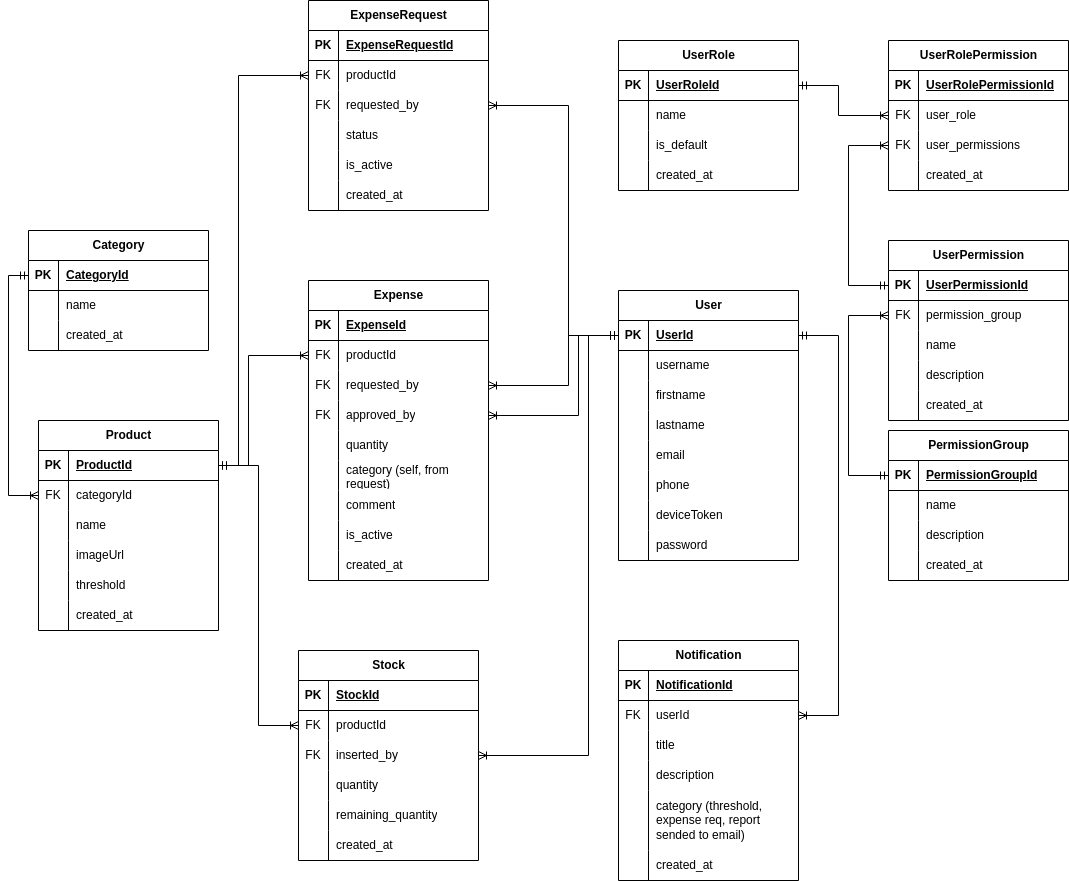 ExpenseRequest
PK ExpenseRequestId
FK productId
FK requested_by
status
is_active
created_at
UserRole
PK UserRoleId
name
is_default
created_at
UserRolePermission
PK UserRolePermissionId
FK user_role
FK user_permissions
created_at
Category
PK CategoryId
name
created_at
Expense
PK ExpenseId
FK productId
FK requested_by
FK approved_by
quantity
category (self, from
request)
comment
is_active
created_at
User
PK UserId
username
firstname
lastname
email
phone
deviceToken
password
UserPermission
PK UserPermissionId
FK permission_group
name
description
created_at
Product
PK ProductId
FK categoryId
name
imageUrl
threshold
created_at
PermissionGroup
PK PermissionGroupId
name
description
created_at
Stock
PK StockId
FK productId
FK inserted_by
quantity
remaining_quantity
created_at
Notification
PK NotificationId
FK userId
title
description
category (threshold,
expense req, report
sended to email)
created_at